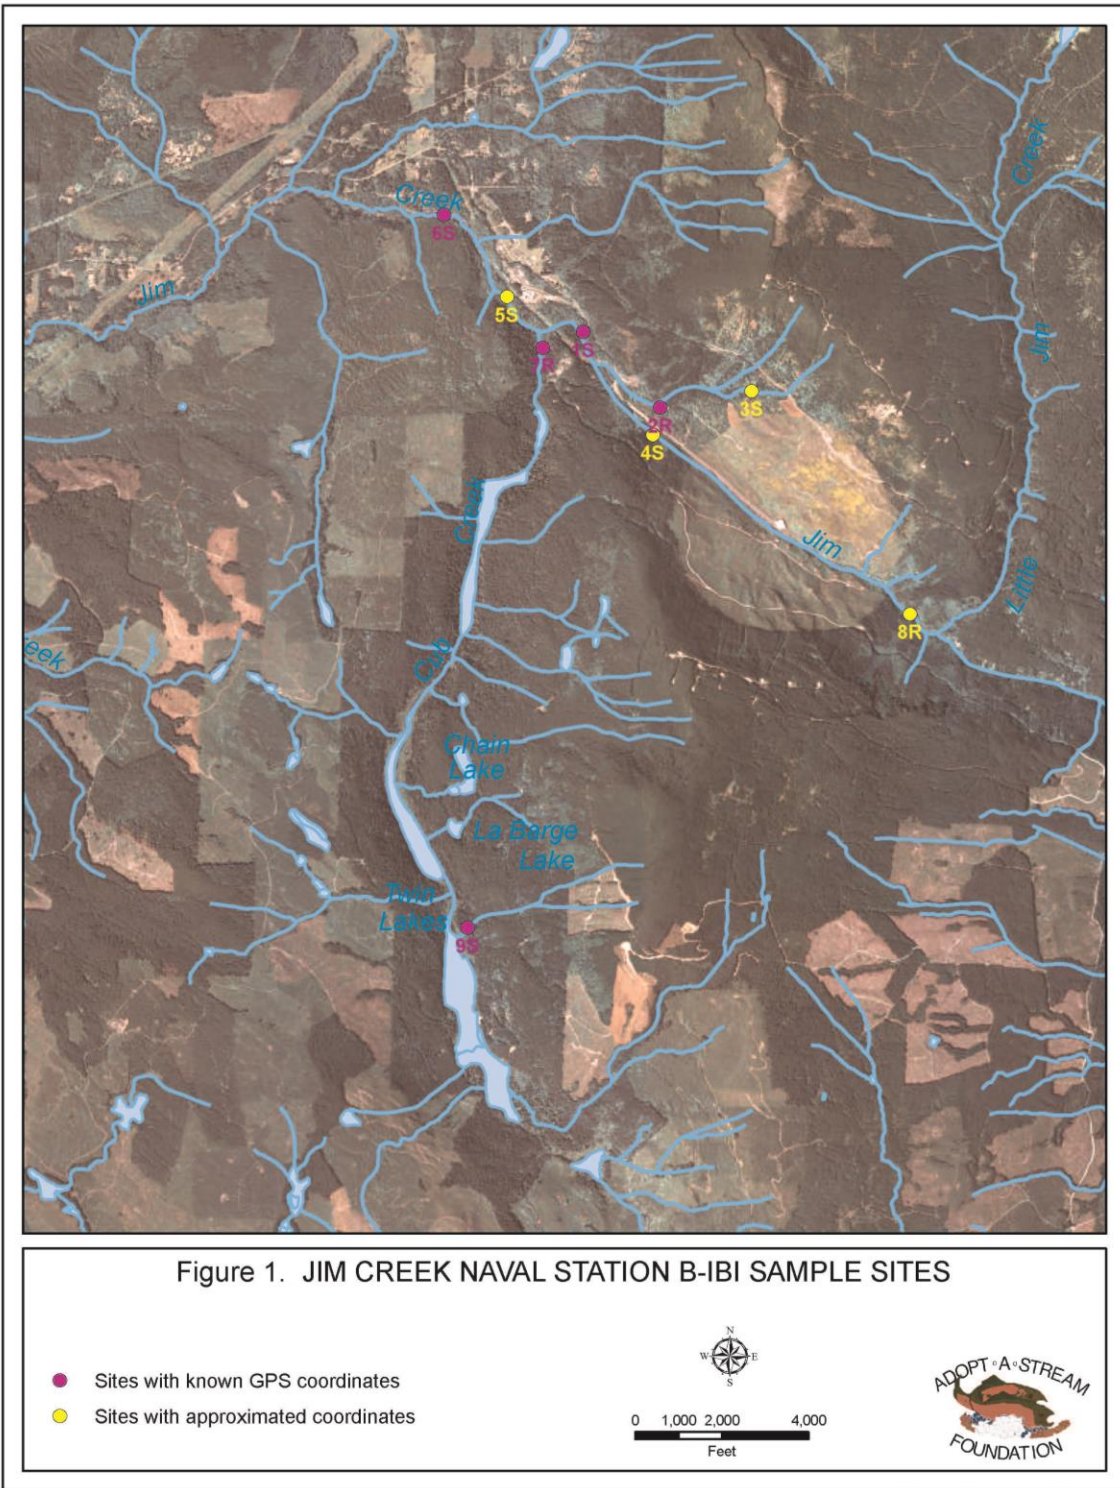 Creek
Creek
6S
Jim
5S
Jim
1S
3S
2R
4S
Creek
Jim
Little
8R
eek
Cub
Chain
Lake
La Barge
Lake
Twin
Lakes
9S
Figure 1. JIM CREEK NAVAL STATION B-IBI SAMPLE SITES
N
W E
S
Sites with known GPS coordinates
Sites with approximated coordinates
0 1,000 2,000 4,000
Feet
ADOPT•A•STREAM
FOUNDATION